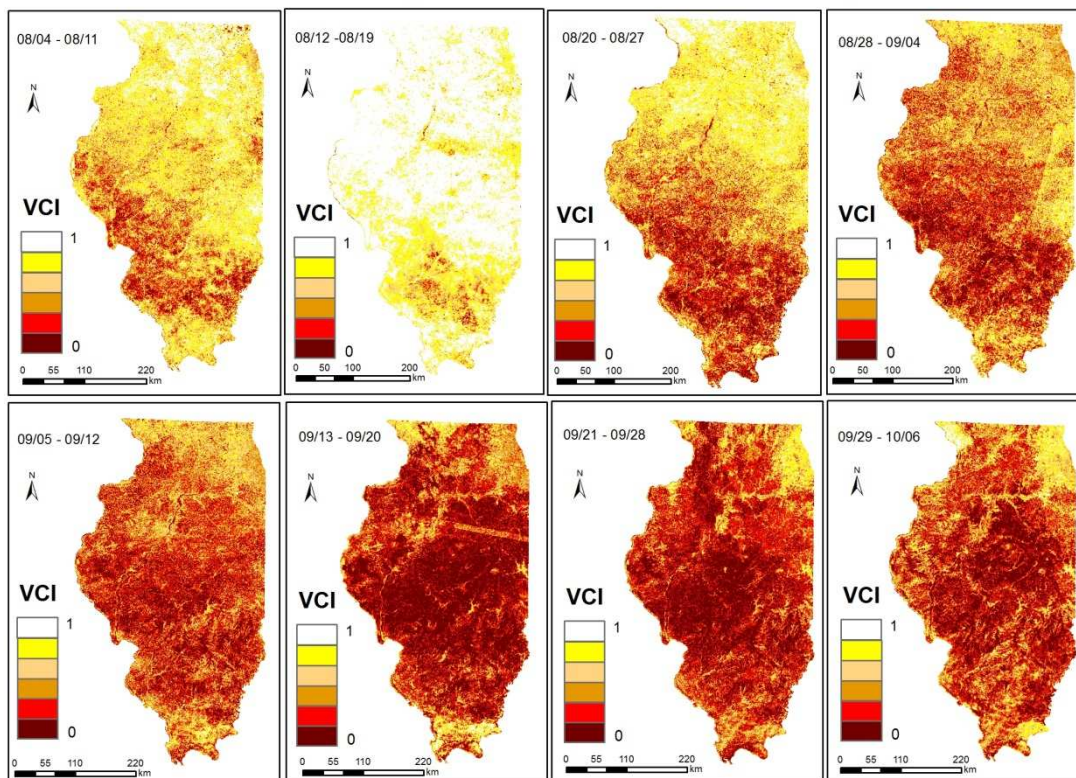 08/04 - 08/11
N
VCI
1
0
0 55 110 220
km
08/12 -08/19
N
VCI
1
0
0 50 100 200
km
08/20 - 08/27
N
VCI
1
0
0 50 100 200
km
08/28 - 09/04
N
VCI
1
0
0 50 100 200
km
09/05 - 09/12
N
VCI
1
0
0 55 110 220
km
09/13 - 09/20
N
VCI
1
0
0 55 110 220
km
09/21 - 09/28
N
VCI
1
0
0 55 110 220
km
09/29 - 10/06
N
VCI
1
0
0 55 110 220
km